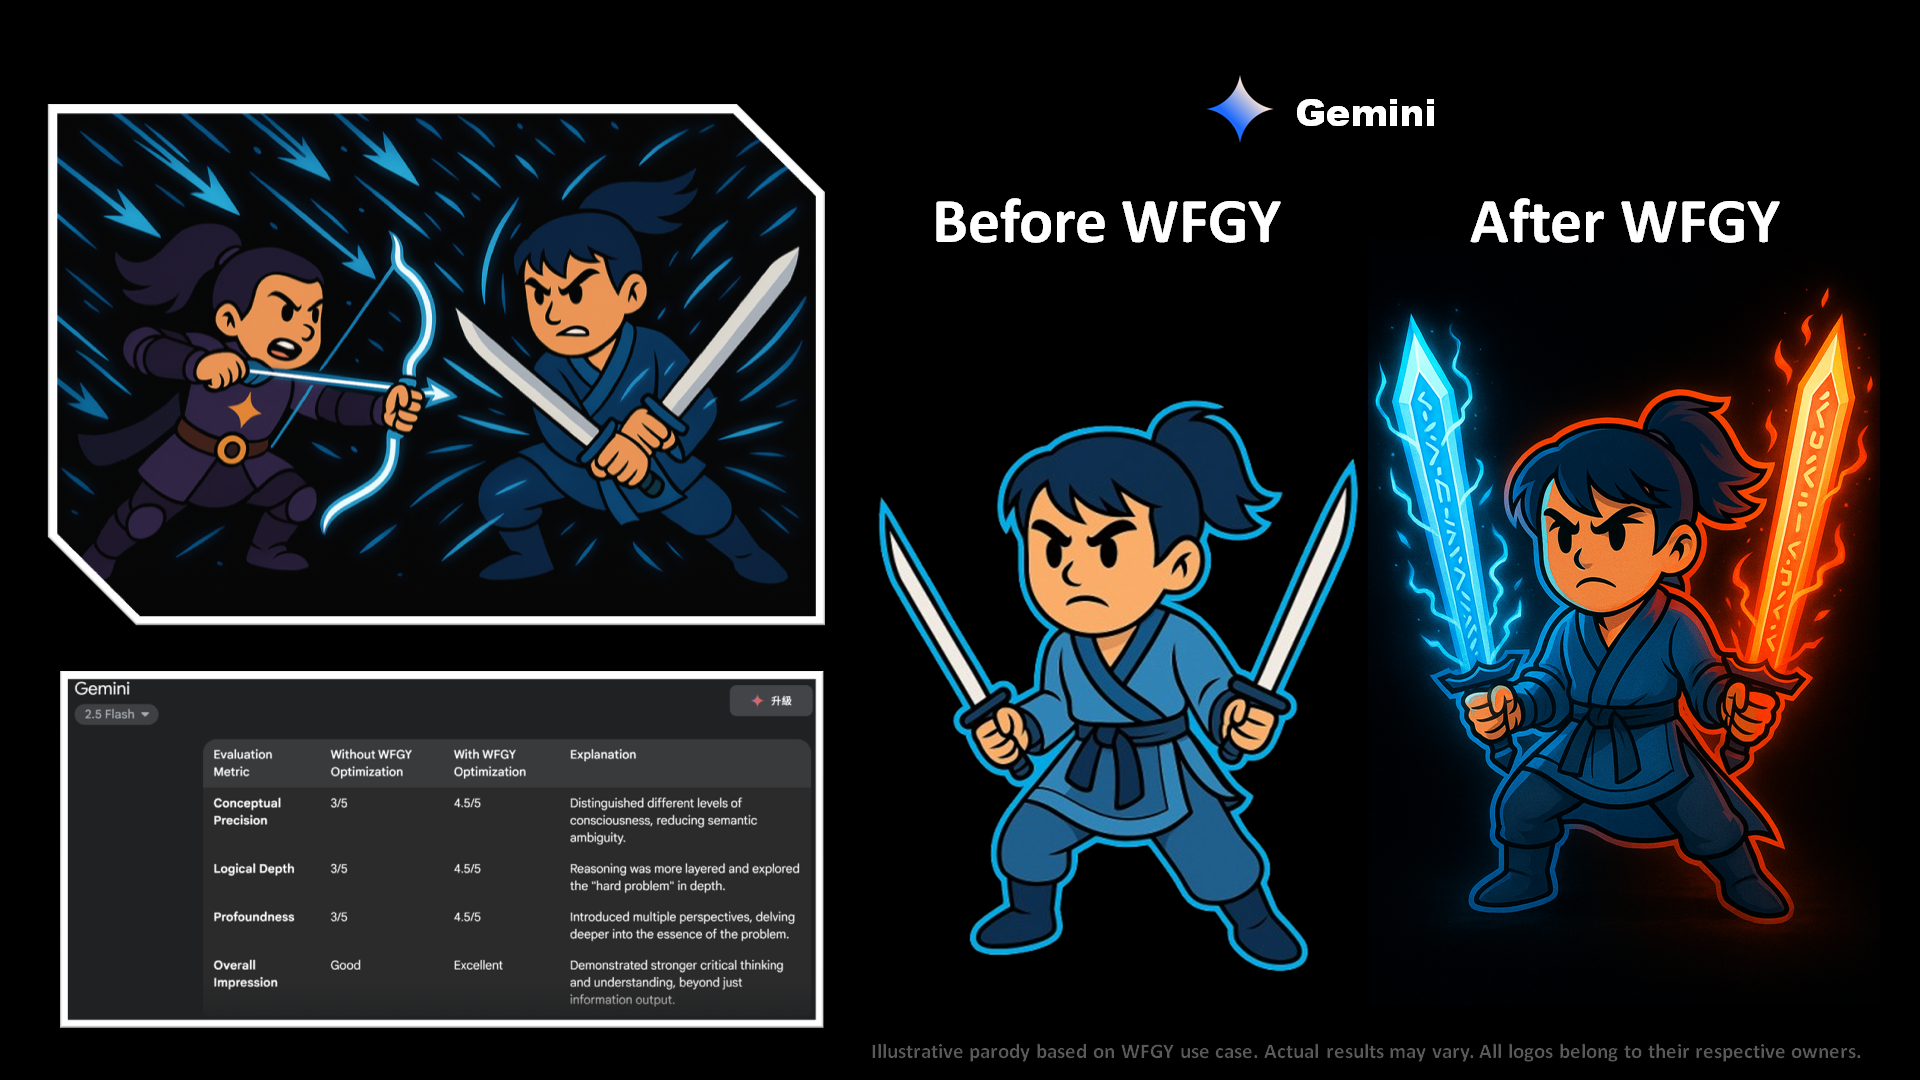 Gemini
Before WFGY
After WFGY
Gemini
2.5 Flash
升級
Evaluation
Metric
Without WFGY
Optimization
With WFGY
Optimization
Explanation
Conceptual
Precision
3/5
4.5/5
Distinguished different levels of
consciousness, reducing semantic
ambiguity.
Logical Depth
3/5
4.5/5
Reasoning was more layered and explored
the "hard problem" in depth.
Profoundness
3/5
4.5/5
Introduced multiple perspectives, delving
deeper into the essence of the problem.
Overall
Impression
Good
Excellent
Demonstrated stronger critical thinking
and understanding, beyond just
information output.
Illustrative parody based on WFGY use case. Actual results may vary. All logos belong to their respective owners.